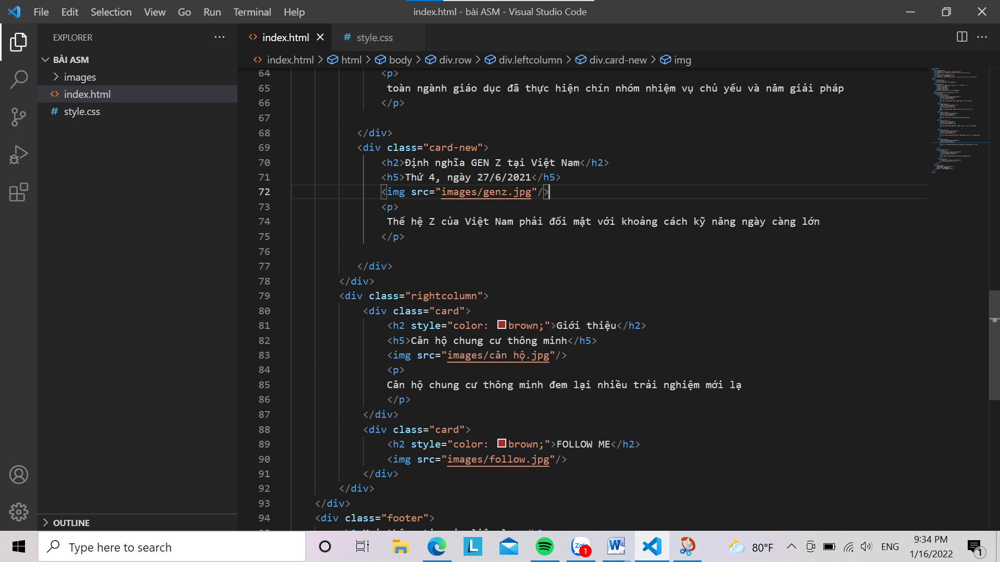 File Edit Selection View Go Run Terminal Help
index.html - bài ASM - Visual Studio Code
EXPLORER
BÀI ASM
images
index.html
style.css
OUTLINE
index.html
style.css
index.html > html > body > div.row > div.leftcolumn > div.card-new > img
64 <p>
65 toàn ngành giáo dục đã thực hiện chín nhóm nhiệm vụ chủ yếu và năm giải pháp
66 </p>
67
68 </div>
69 <div class="card-new">
70 <h2>Định nghĩa GEN Z tại Việt Nam</h2>
71 <h5>Thứ 4, ngày 27/6/2021</h5>
72 <img src="images/genz.jpg"/>
73 <p>
74 Thế hệ Z của Việt Nam phải đối mặt với khoảng cách kỹ năng ngày càng lớn
75 </p>
76
77 </div>
78 </div>
79 <div class="rightcolumn">
80 <div class="card">
81 <h2 style="color: brown;">Giới thiệu</h2>
82 <h5>Căn hộ chung cư thông minh</h5>
83 <img src="images/căn hộ.jpg"/>
84 <p>
85 Căn hộ chung cư thông minh đem lại nhiều trải nghiệm mới lạ
86 </p>
87 </div>
88 <div class="card">
89 <h2 style="color: brown;">FOLLOW ME</h2>
90 <img src="images/follow.jpg"/>
91 </div>
92 </div>
93 </div>
94 <div class="footer">
Type here to search
L
Zalo
1
W
80°F
ENG
9:34 PM
1/16/2022
1